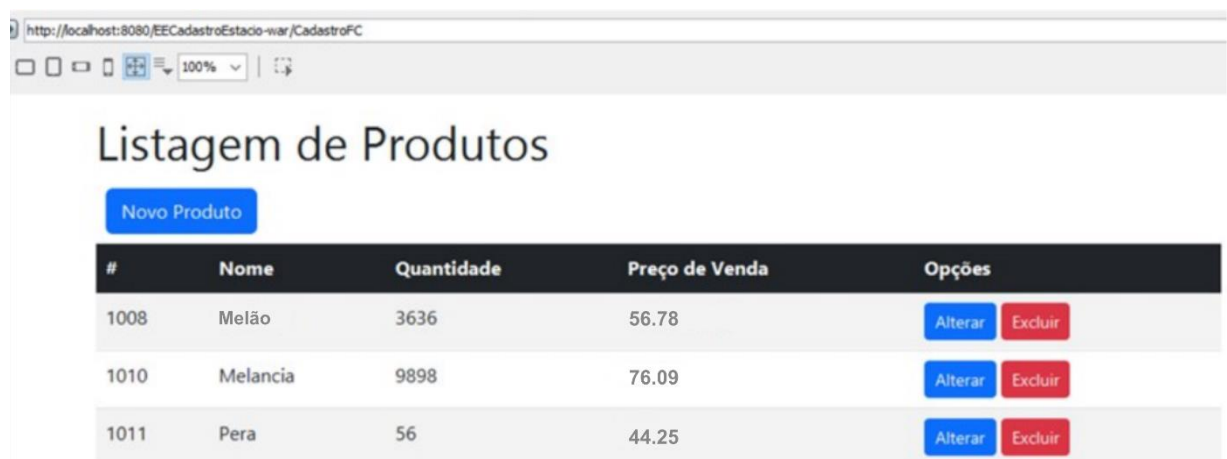 http://localhost:8080/EECadastroEstacio-war/CadastroFC
100%
Listagem de Produtos
Novo Produto
# Nome Quantidade Preço de Venda Opções
1008 Melão 3636 56.78 Alterar Excluir
1010 Melancia 9898 76.09 Alterar Excluir
1011 Pera 56 44.25 Alterar Excluir